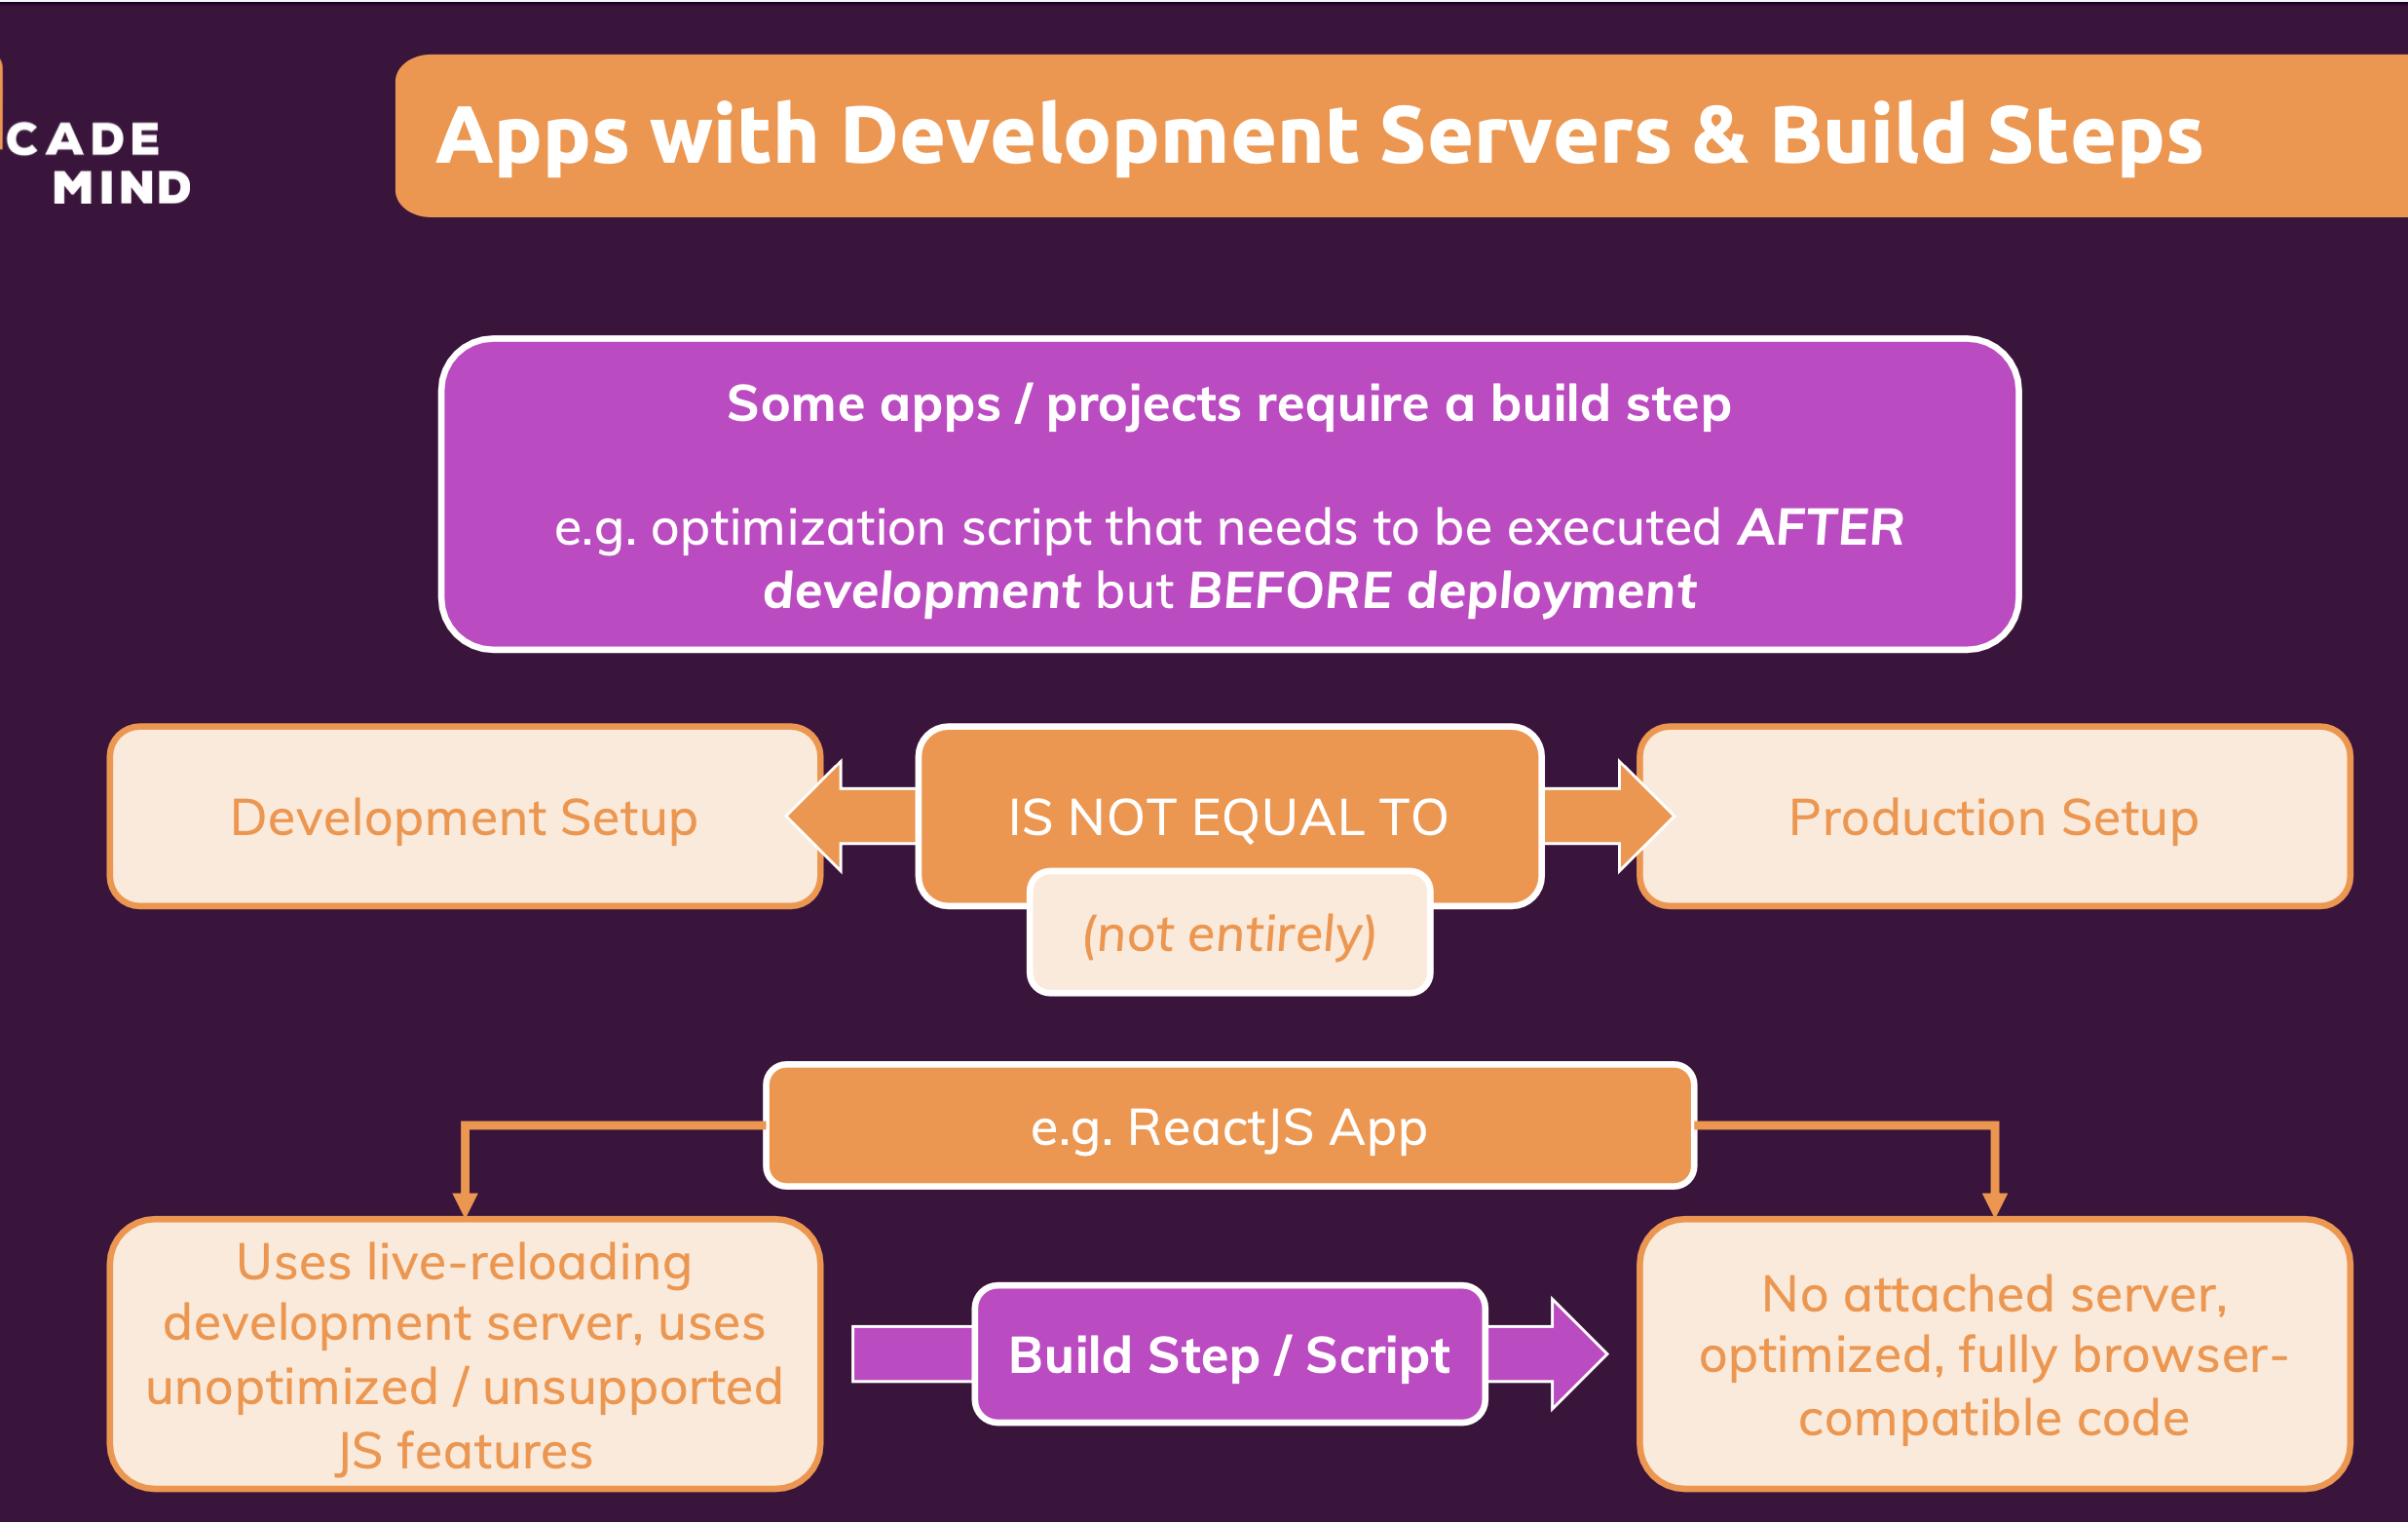 CADE
MIND
Apps with Development Servers & Build Steps
Some apps / projects require a build step
e.g. optimization script that needs to be executed AFTER
development but BEFORE deplovment
Development Setup
IS NOT EQUAL TO
Production Setup
(not entirely)
e.g. ReactJS App
Uses live-reloading
development server, uses
unoptimized / unsupported
JS features
Build Step / Script
No attached server,
optimized, fully browser-
compatible code